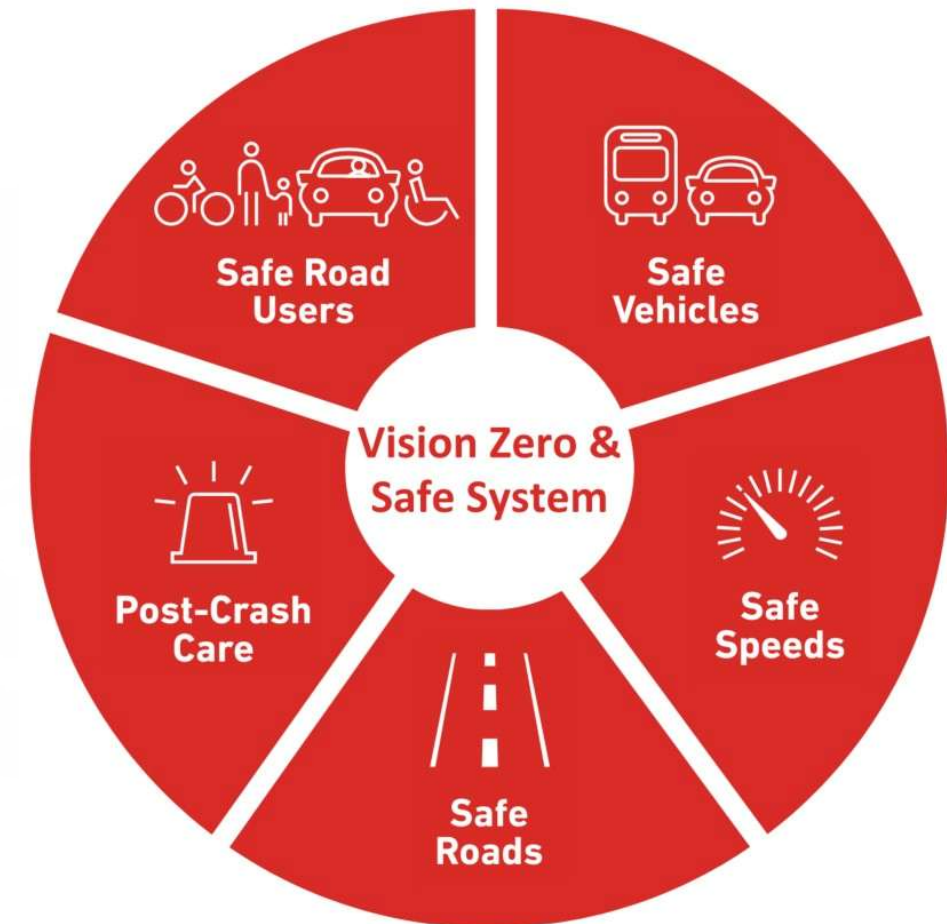 Safe Road
Users
Safe
Vehicles
Vision Zero &
Safe System
Post-Crash
Care
Safe
Speeds
Safe
Roads